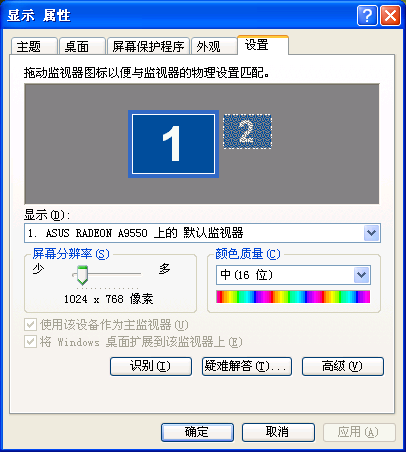 显示 属性
主题 桌面 屏幕保护程序 外观 设置
拖动监视器图标以便与监视器的物理设置匹配。
1 2
显示(D):
1. ASUS RADEON A9550 上的 默认监视器
屏幕分辨率(S) 颜色质量(C)
少 多 中(16 位)
1024 x 768 像素
使用该设备作为主监视器(U)
将 Windows 桌面扩展到该监视器上(E)
识别(I) 疑难解答(T)... 高级(V)
确定 取消 应用(A)